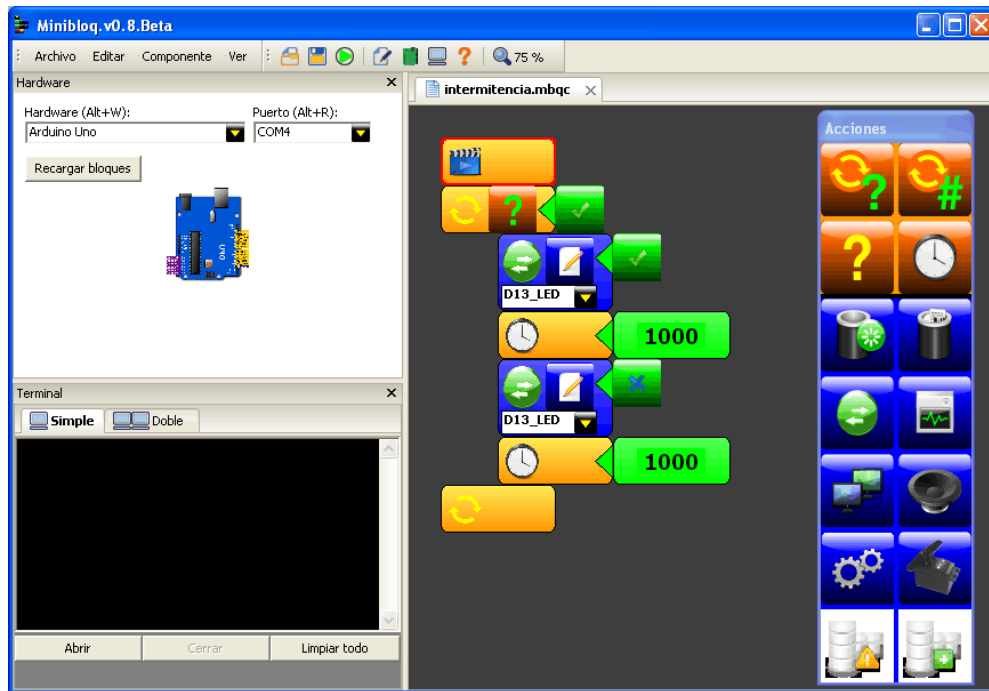 Minibloq.v0.8.Beta
Archivo Editar Componente Ver 75 %
Hardware
Hardware (Alt+W): Puerto (Alt+R):
Arduino Uno COM4
Recargar bloques
UNO
Terminal
Simple Doble
Abrir Cerrar Limpiar todo
intermitencia.mbqc
?
D13_LED
1000
D13_LED
1000
Acciones
? #
?